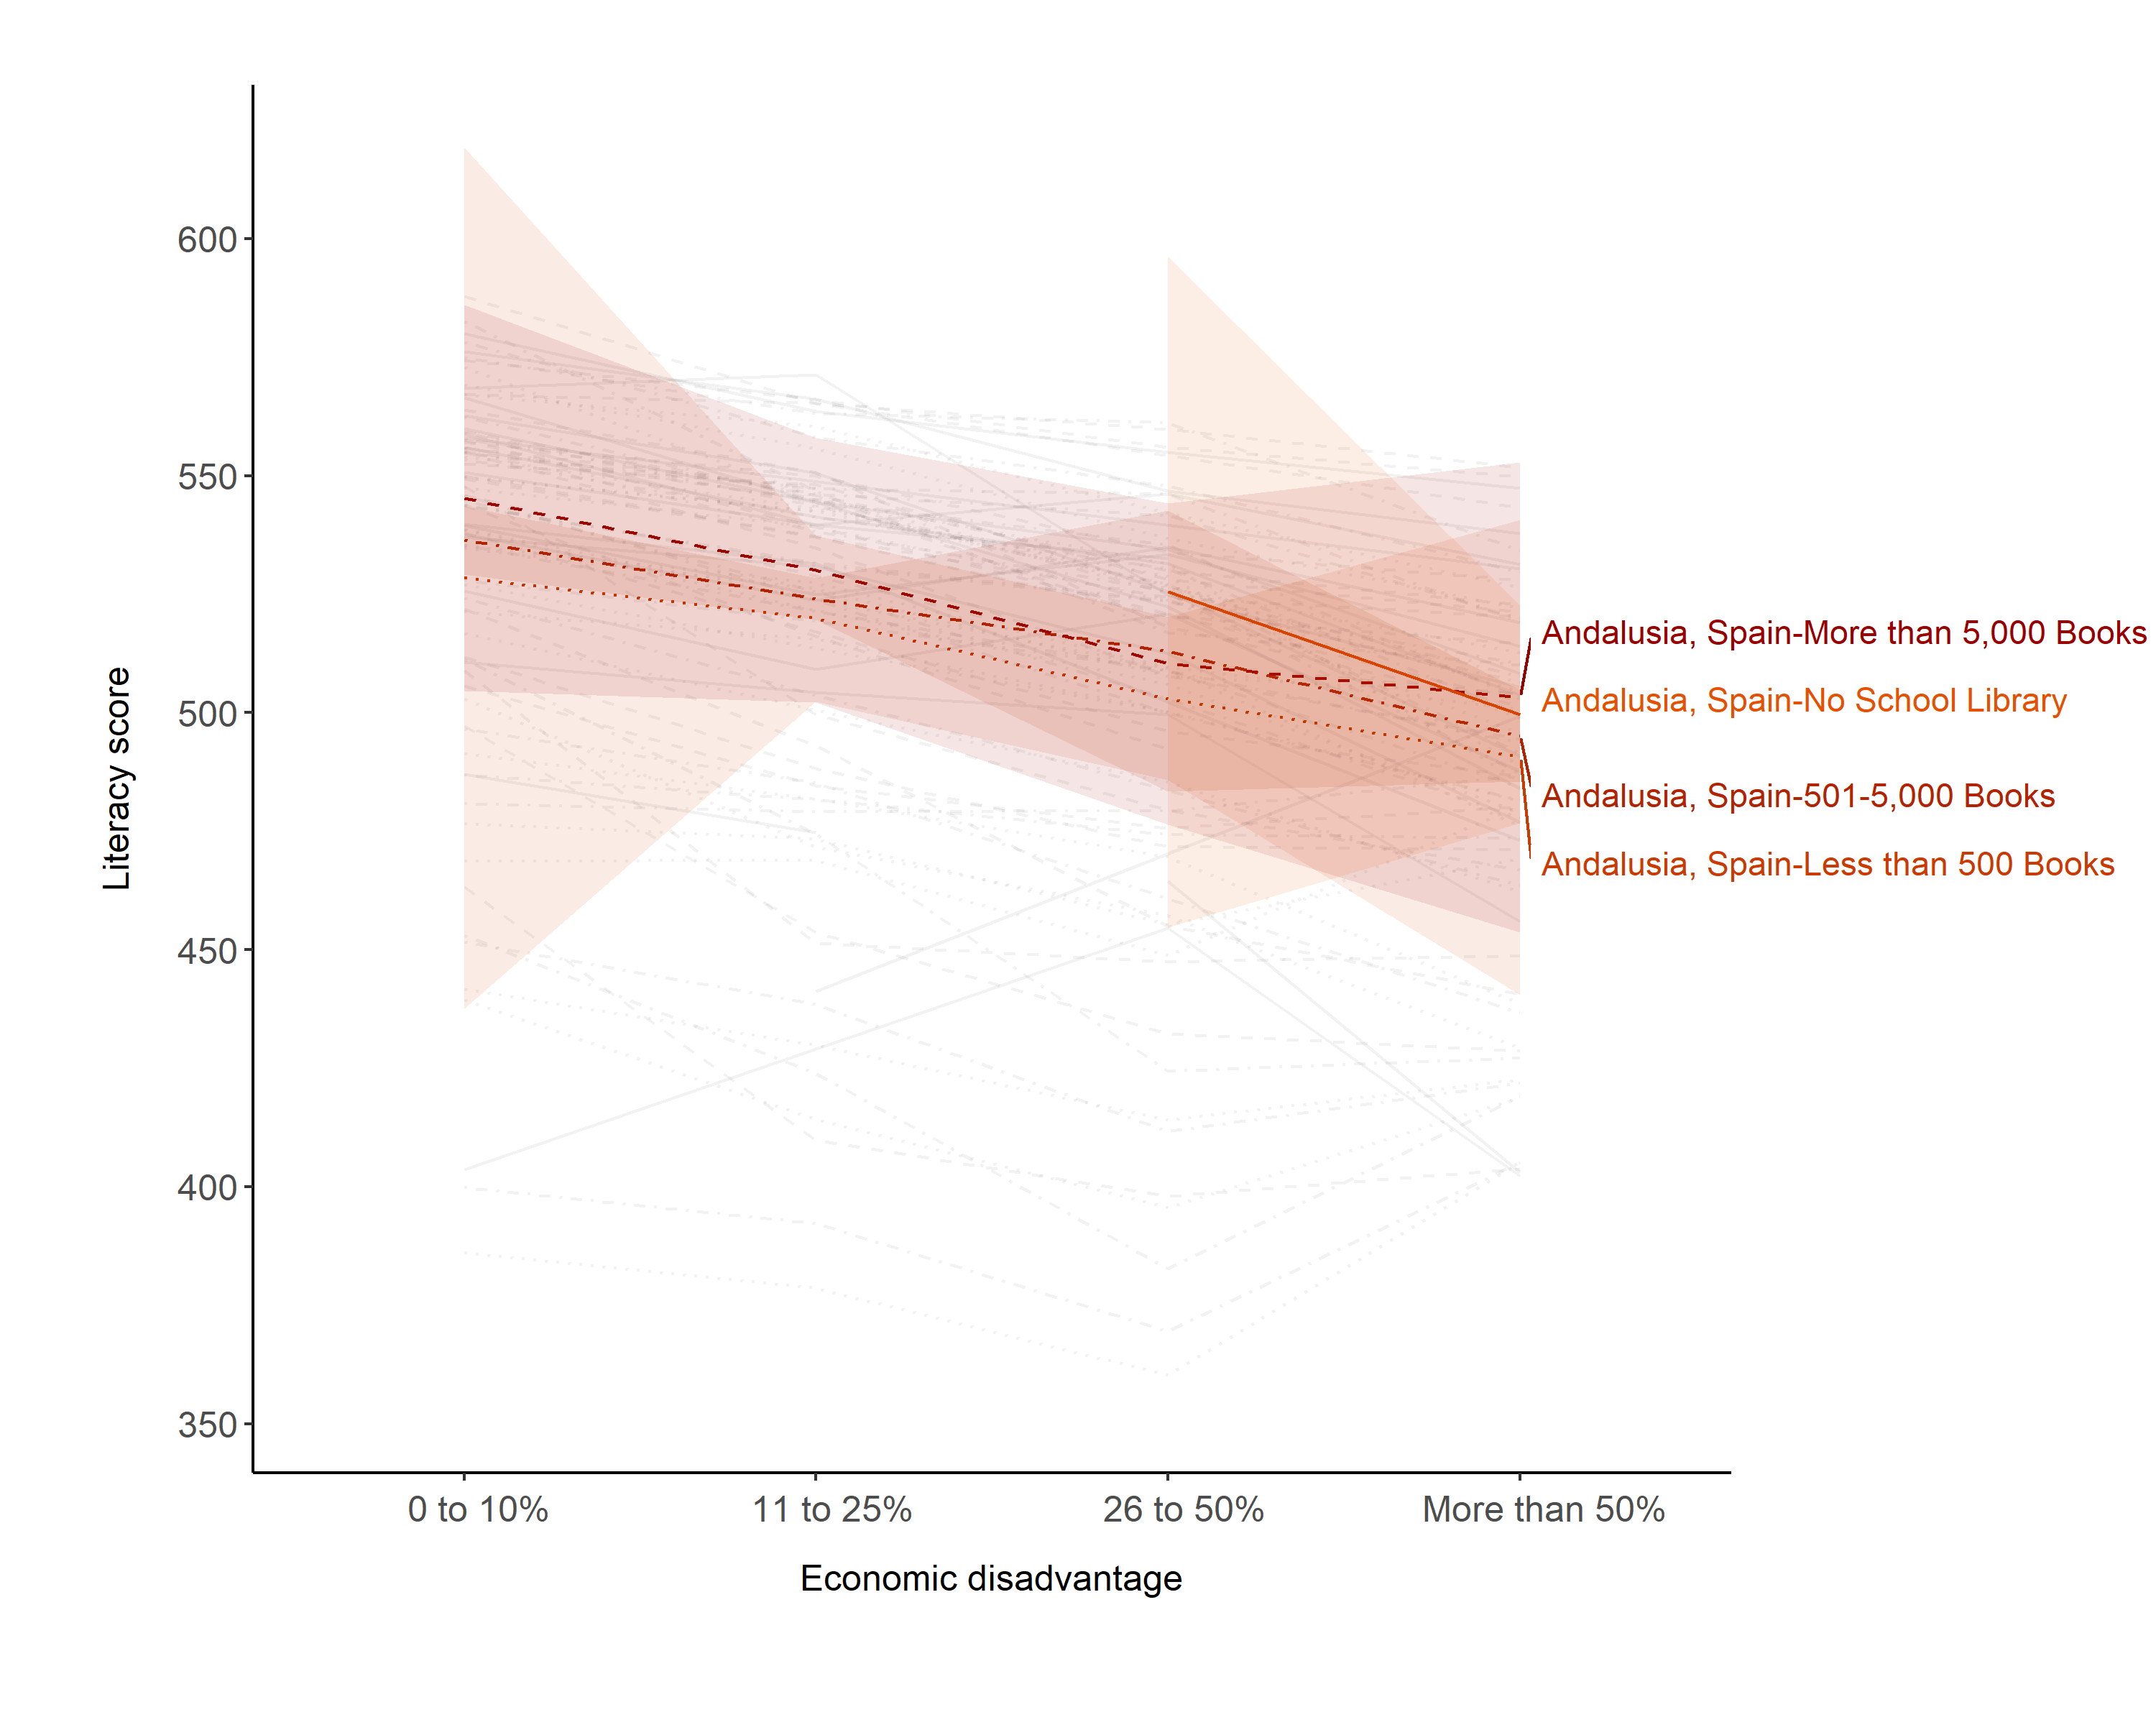 600
550
500
450
400
350
Literacy score
0 to 10%
11 to 25%
26 to 50%
More than 50%
Economic disadvantage
Andalusia, Spain-More than 5,000 Books
Andalusia, Spain-No School Library
Andalusia, Spain-501-5,000 Books
Andalusia, Spain-Less than 500 Books